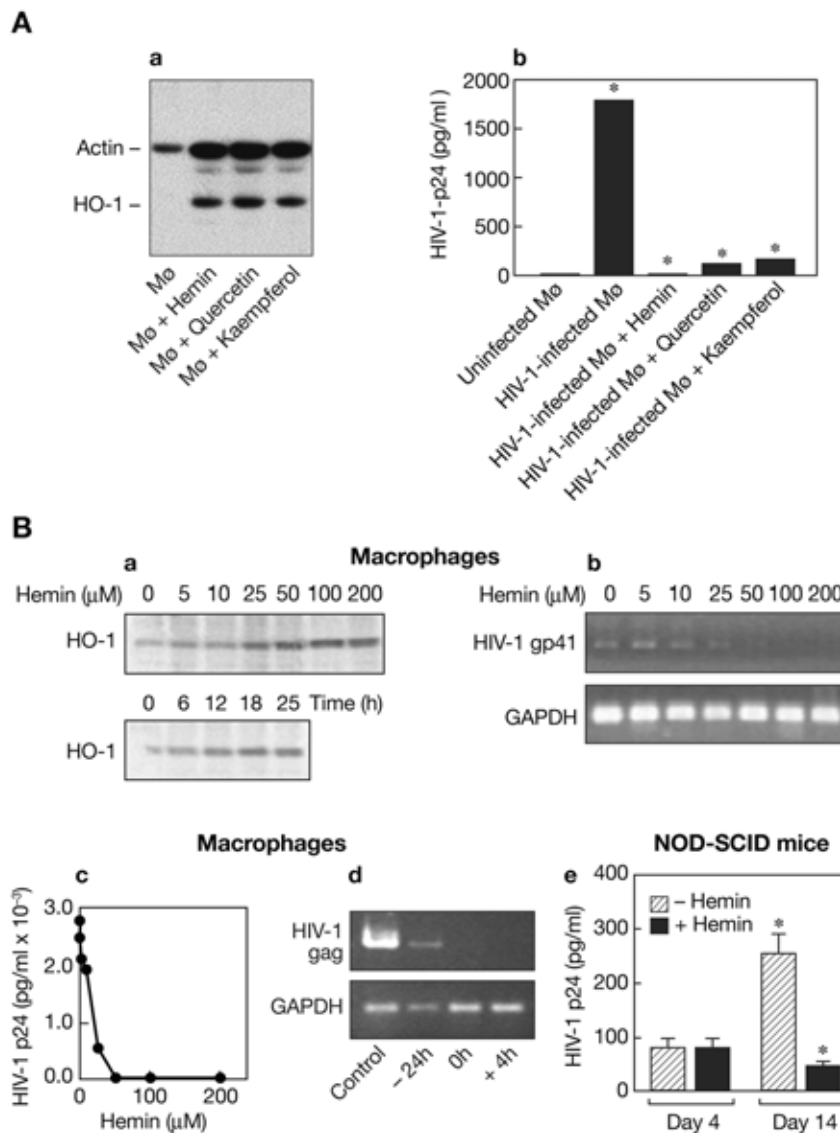 A
a
Actin –
HO-1 –
Mø
Mø + Hemin
Mø + Quercetin
Mø + Kaempferol
b
HIV-1-p24 (pg/ml)
2000
1750
1500
1000
500
250
0
*
*
*
*
Uninfected Mø
HIV-1-infected Mø
HIV-1-infected Mø + Hemin
HIV-1-infected Mø + Quercetin
HIV-1-infected Mø + Kaempferol
B
Macrophages
a
Hemin (μM) 0 5 10 25 50 100 200
HO-1
0 6 12 18 25 Time (h)
HO-1
b
Hemin (μM) 0 5 10 25 50 100 200
HIV-1 gp41
GAPDH
Macrophages
c
HIV-1 p24 (pg/ml x 10⁻³)
3.0
2.0
1.0
0.0
0 100 200
Hemin (μM)
d
HIV-1
gag
GAPDH
Control
– 24h
0h
+ 4h
NOD-SCID mice
e
HIV-1 p24 (pg/ml)
400
300
200
100
0
– Hemin
+ Hemin
*
*
Day 4 Day 14